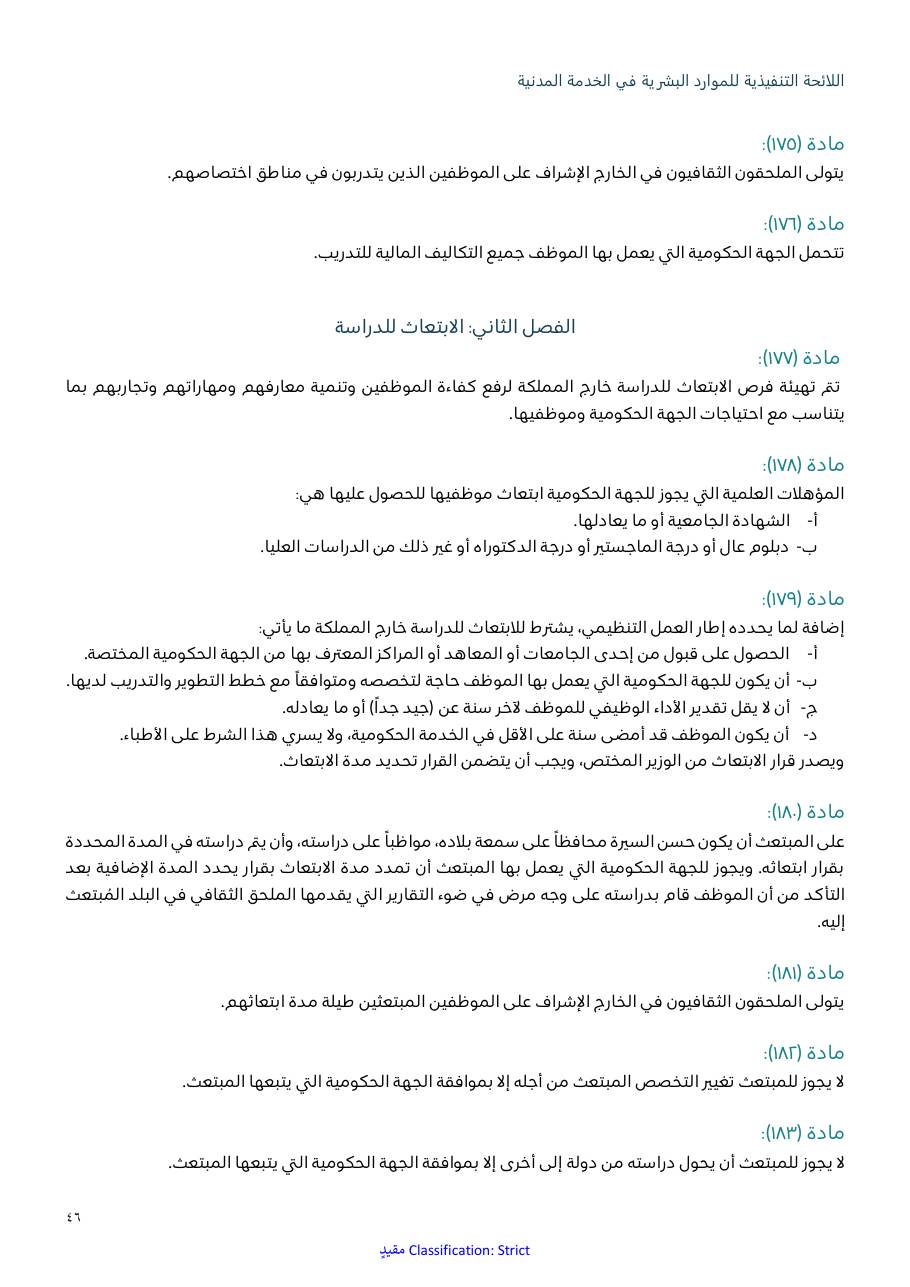 اللائحة التنفيذية للموارد البشرية في الخدمة المدنية
مادة (١٧٥):
يتولى الملحقون الثقافيون في الخارج الإشراف على الموظفين الذين يتدربون في مناطق اختصاصهم.
مادة (١٧٦):
تتحمل الجهة الحكومية التي يعمل بها الموظف جميع التكاليف المالية للتدريب.
الفصل الثاني: الابتعاث للدراسة
مادة (١٧٧):
تتم تهيئة فرص الابتعاث للدراسة خارج المملكة لرفع كفاءة الموظفين وتنمية معارفهم ومهاراتهم وتجاربهم بما
يتناسب مع احتياجات الجهة الحكومية وموظفيها.
مادة (١٧٨):
المؤهلات العلمية التي يجوز للجهة الحكومية ابتعاث موظفيها للحصول عليها هي:
أ- الشهادة الجامعية أو ما يعادلها.
ب- دبلوم عال أو درجة الماجستير أو درجة الدكتوراه أو غير ذلك من الدراسات العليا.
مادة (١٧٩):
إضافة لما يحدده إطار العمل التنظيمي، يشترط للابتعاث للدراسة خارج المملكة ما يأتي:
أ- الحصول على قبول من إحدى الجامعات أو المعاهد أو المراكز المعترف بها من الجهة الحكومية المختصة.
ب- أن يكون للجهة الحكومية التي يعمل بها الموظف حاجة لتخصصه ومتوافقاً مع خطط التطوير والتدريب لديها.
ج- أن لا يقل تقدير الأداء الوظيفي للموظف لآخر سنة عن (جيد جداً) أو ما يعادله.
د- أن يكون الموظف قد أمضى سنة على الأقل في الخدمة الحكومية، ولا يسري هذا الشرط على الأطباء.
ويصدر قرار الابتعاث من الوزير المختص، ويجب أن يتضمن القرار تحديد مدة الابتعاث.
مادة (١٨٠):
على المبتعث أن يكون حسن السيرة محافظاً على سمعة بلاده، مواظباً على دراسته، وأن يتم دراسته في المدة المحددة
بقرار ابتعاثه. ويجوز للجهة الحكومية التي يعمل بها المبتعث أن تمدد مدة الابتعاث بقرار يحدد المدة الإضافية بعد
التأكد من أن الموظف قام بدراسته على وجه مرض في ضوء التقارير التي يقدمها الملحق الثقافي في البلد المُبتعث
إليه.
مادة (١٨١):
يتولى الملحقون الثقافيون في الخارج الإشراف على الموظفين المبتعثين طيلة مدة ابتعاثهم.
مادة (١٨٢):
لا يجوز للمبتعث تغيير التخصص المبتعث من أجله إلا بموافقة الجهة الحكومية التي يتبعها المبتعث.
مادة (١٨٣):
لا يجوز للمبتعث أن يحول دراسته من دولة إلى أخرى إلا بموافقة الجهة الحكومية التي يتبعها المبتعث.
٤٦
Classification: Strict مقيدٍ